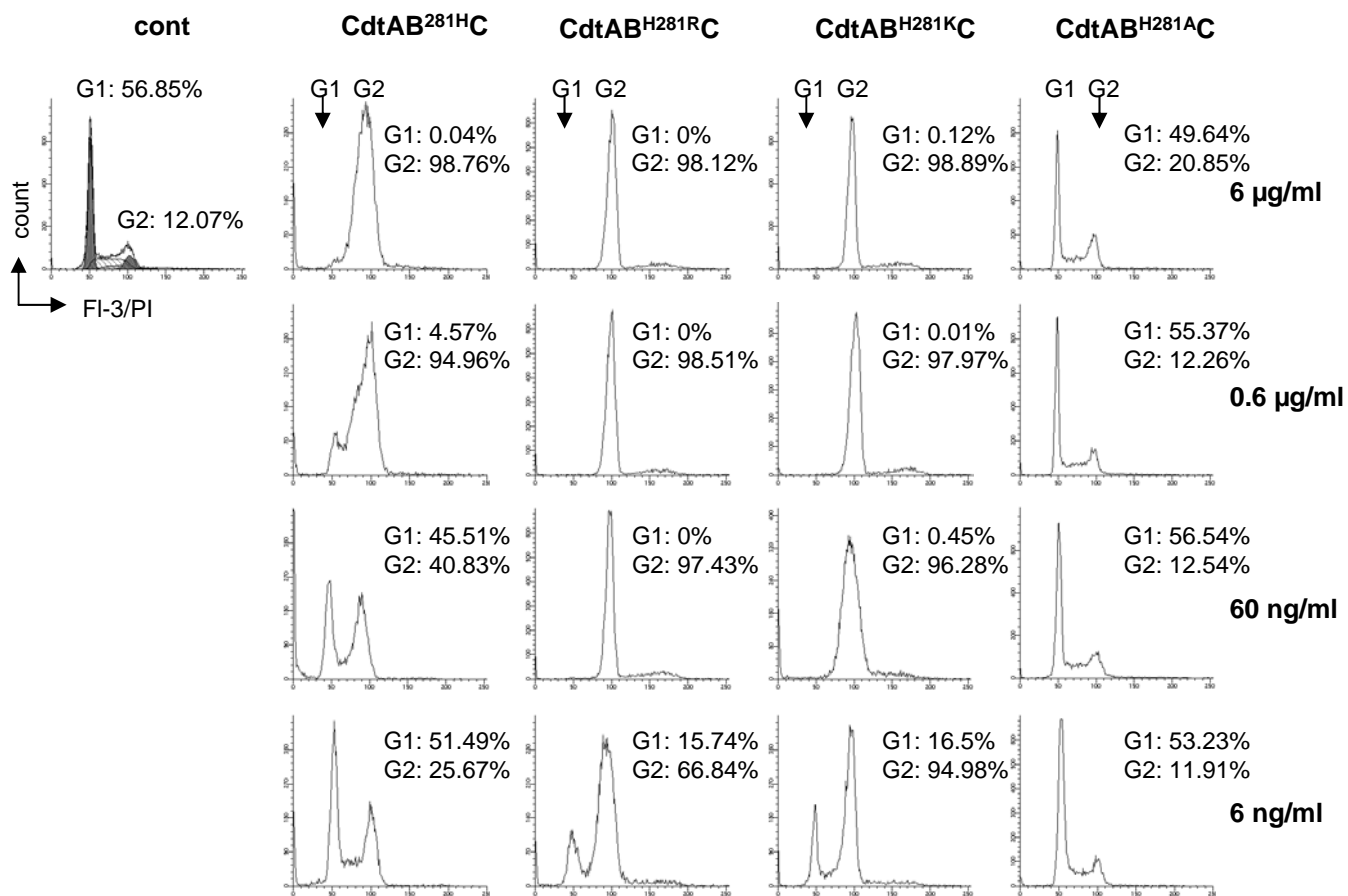 cont CdtAB281HC CdtABH281RC CdtABH281KC CdtABH281AC
G1: 56.85% G1 G2 G1 G2 G1 G2 G1 G2
G1: 0.04% G1: 0% G1: 0.12% G1: 49.64%
G2: 98.76% G2: 98.12% G2: 98.89% G2: 20.85%
6 µg/ml
G2: 12.07%
count
Fl-3/PI
G1: 4.57% G1: 0% G1: 0.01% G1: 55.37%
G2: 94.96% G2: 98.51% G2: 97.97% G2: 12.26%
0.6 µg/ml
G1: 45.51% G1: 0% G1: 0.45% G1: 56.54%
G2: 40.83% G2: 97.43% G2: 96.28% G2: 12.54%
60 ng/ml
G1: 51.49% G1: 15.74% G1: 16.5% G1: 53.23%
G2: 25.67% G2: 66.84% G2: 94.98% G2: 11.91%
6 ng/ml